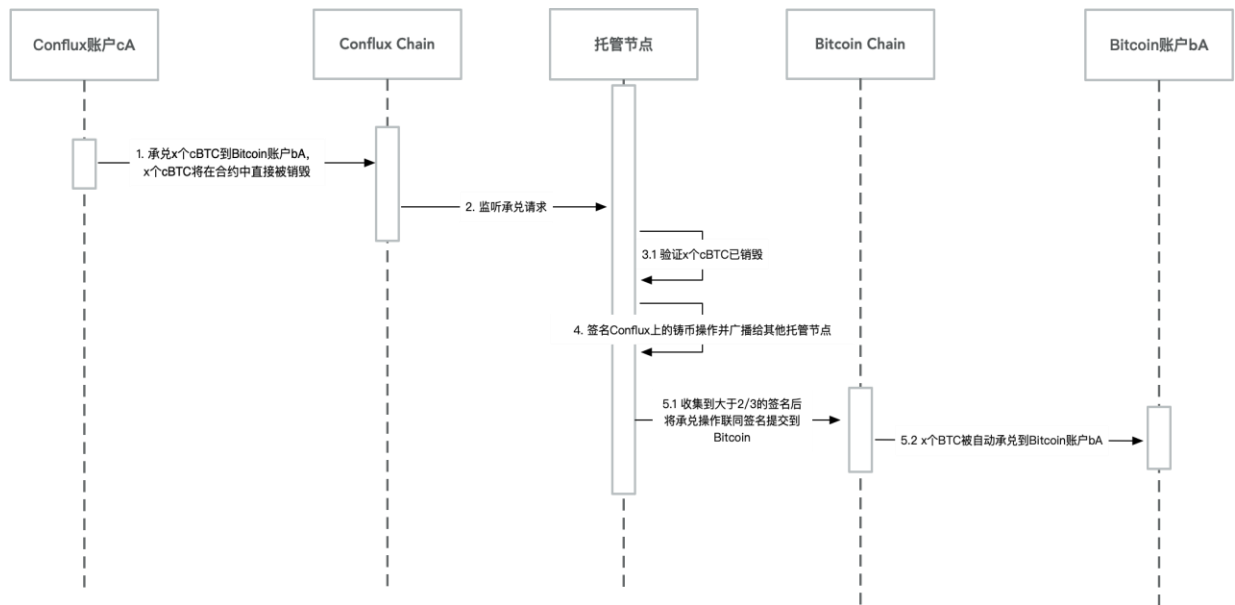 Conflux账户cA
Conflux Chain
托管节点
Bitcoin Chain
Bitcoin账户bA
1. 承兑x个cBTC到Bitcoin账户bA,
x个cBTC将在合约中直接被销毁
2. 监听承兑请求
3.1 验证x个cBTC已销毁
4. 签名Conflux上的铸币操作并广播给其他托管节点
5.1 收集到大于2/3的签名后
将承兑操作联同签名提交到
Bitcoin
5.2 x个BTC被自动承兑到Bitcoin账户bA